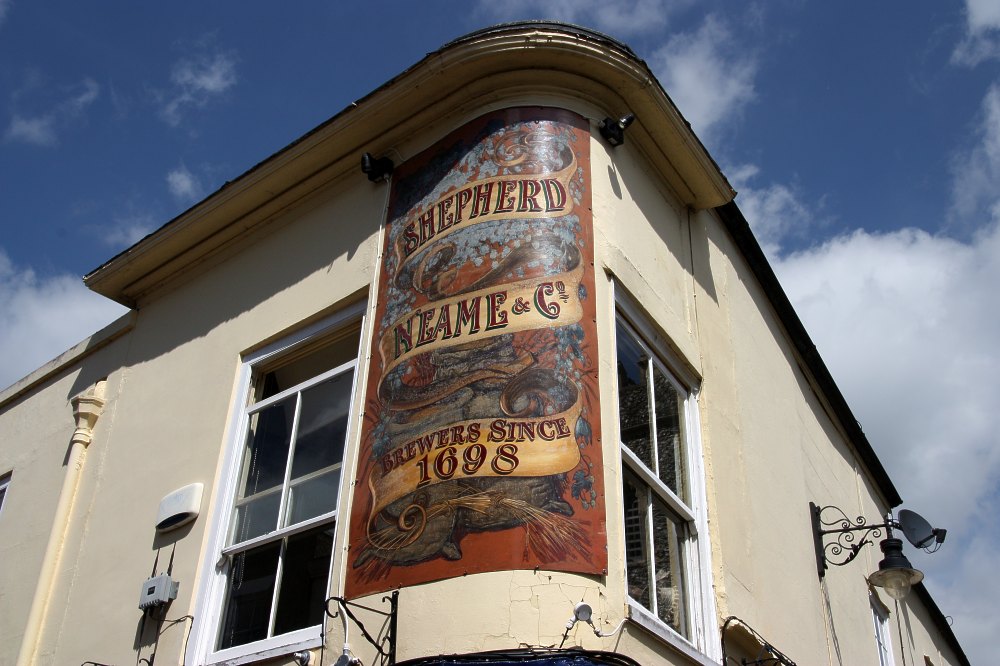 SHEPHERD
NEAME & Co.
BREWERS SINCE
1698